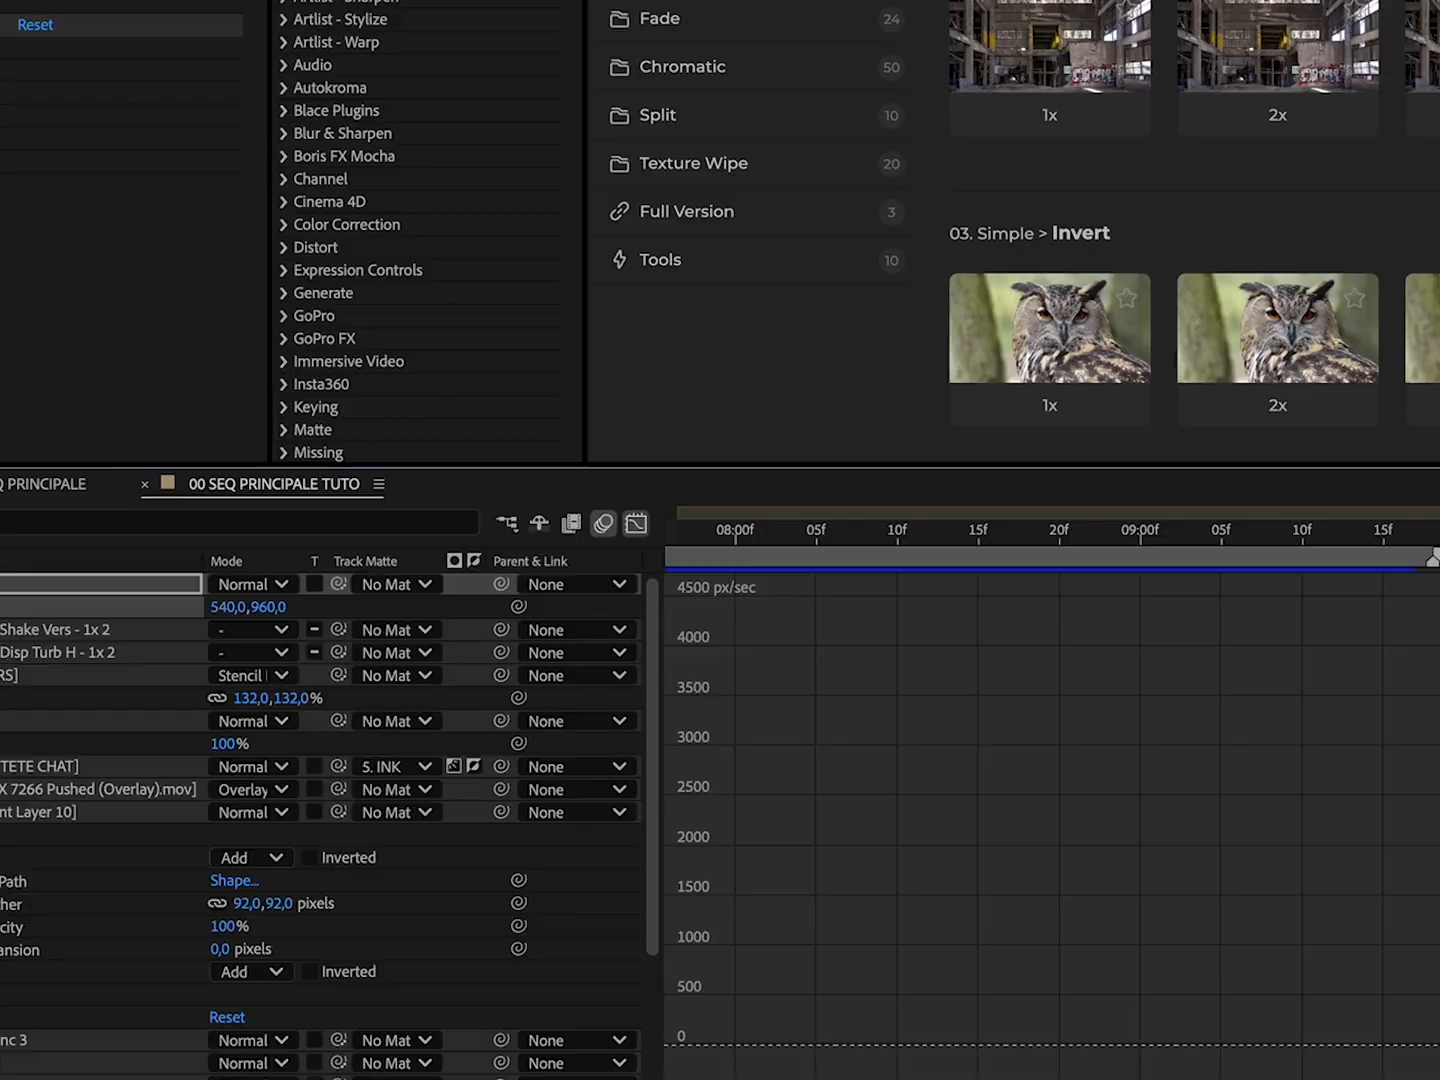 Reset
Artlist - Stylize
Artlist - Warp
Audio
Autokroma
Blace Plugins
Blur & Sharpen
Boris FX Mocha
Channel
Cinema 4D
Color Correction
Distort
Expression Controls
Generate
GoPro
GoPro FX
Immersive Video
Insta360
Keying
Matte
Missing
Fade 24
Chromatic 50
Split 10
Texture Wipe 20
Full Version 3
Tools 10
1x 2x
03. Simple > Invert
1x 2x
PRINCIPALE × 00 SEQ PRINCIPALE TUTO
Mode T Track Matte Parent & Link
Normal No Mat None
540,0,960,0
Shake Vers - 1x 2 - No Mat None
Disp Turb H - 1x 2 - No Mat None
RS] Stencil No Mat None
132,0,132,0%
Normal No Mat None
100%
TETE CHAT] Normal 5. INK None
X 7266 Pushed (Overlay).mov] Overlay No Mat None
nt Layer 10] Normal No Mat None
Add Inverted
Path Shape...
ther 92,0,92,0 pixels
city 100%
ansion 0,0 pixels
Add Inverted
Reset
nc 3 Normal No Mat None
Normal No Mat None
08:00f 05f 10f 15f 20f 09:00f 05f 10f 15f
4500 px/sec
4000
3500
3000
2500
2000
1500
1000
500
0